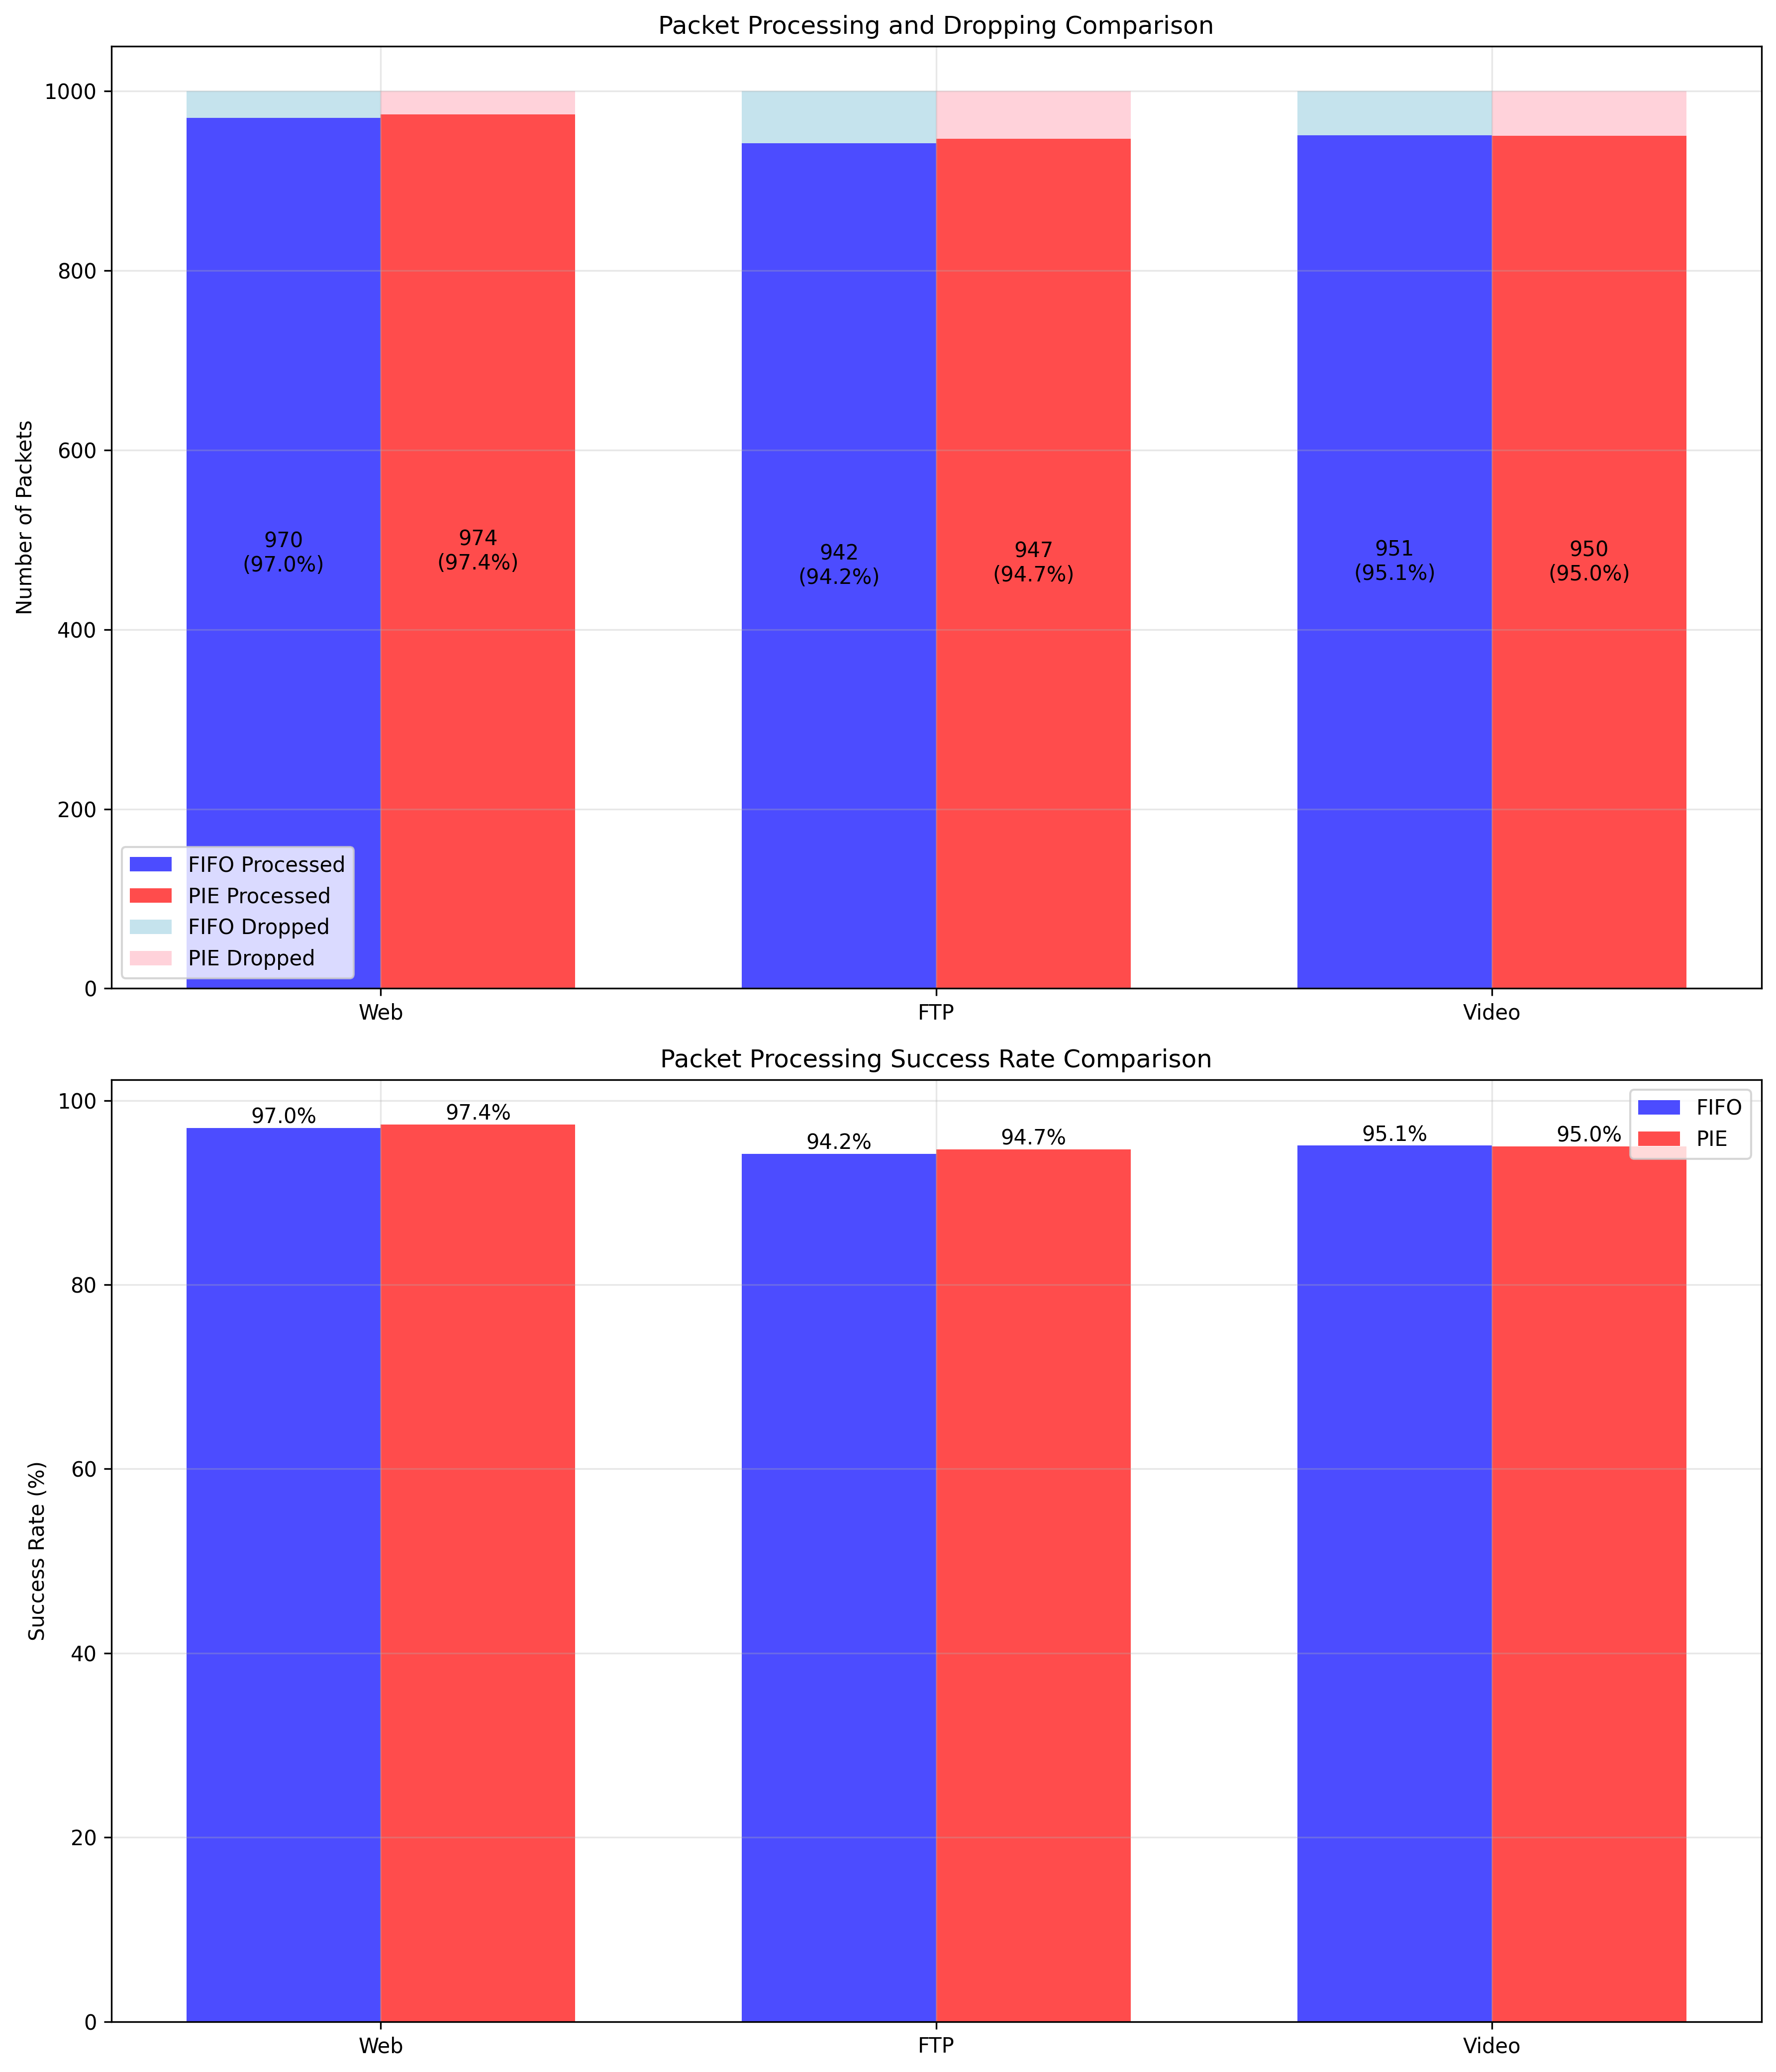 Packet Processing and Dropping Comparison
Number of Packets
1000
800
600
400
200
0
970
(97.0%)
974
(97.4%)
942
(94.2%)
947
(94.7%)
951
(95.1%)
950
(95.0%)
FIFO Processed
PIE Processed
FIFO Dropped
PIE Dropped
Web
FTP
Video
Packet Processing Success Rate Comparison
Success Rate (%)
100
80
60
40
20
0
97.0%
97.4%
94.2%
94.7%
95.1%
95.0%
FIFO
PIE
Web
FTP
Video